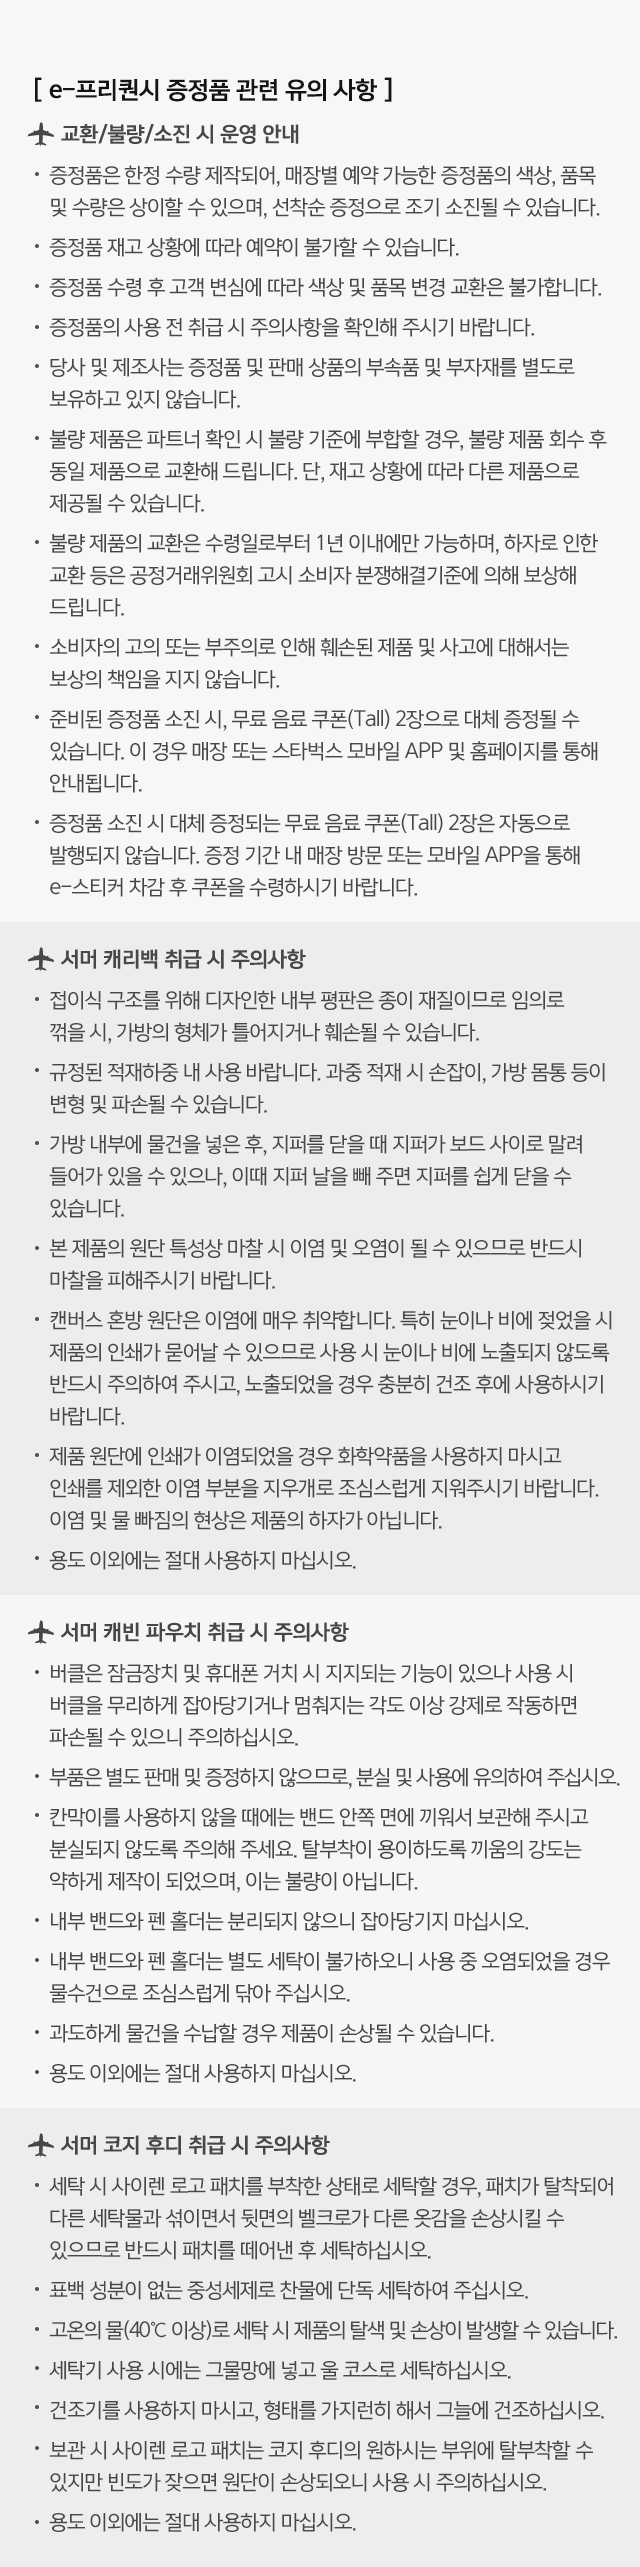 [ e-프리퀀시 증정품 관련 유의 사항 ]
교환/불량/소진 시 운영 안내
• 증정품은 한정 수량 제작되어, 매장별 예약 가능한 증정품의 색상, 품목
및 수량은 상이할 수 있으며, 선착순 증정으로 조기 소진될 수 있습니다.
• 증정품 재고 상황에 따라 예약이 불가할 수 있습니다.
• 증정품 수령 후 고객 변심에 따라 색상 및 품목 변경 교환은 불가합니다.
• 증정품의 사용 전 취급 시 주의사항을 확인해 주시기 바랍니다.
• 당사 및 제조사는 증정품 및 판매 상품의 부속품 및 부자재를 별도로
보유하고 있지 않습니다.
• 불량 제품은 파트너 확인 시 불량 기준에 부합할 경우, 불량 제품 회수 후
동일 제품으로 교환해 드립니다. 단, 재고 상황에 따라 다른 제품으로
제공될 수 있습니다.
• 불량 제품의 교환은 수령일로부터 1년 이내에만 가능하며, 하자로 인한
교환 등은 공정거래위원회 고시 소비자 분쟁해결기준에 의해 보상해
드립니다.
• 소비자의 고의 또는 부주의로 인해 훼손된 제품 및 사고에 대해서는
보상의 책임을 지지 않습니다.
• 준비된 증정품 소진 시, 무료 음료 쿠폰(Tall) 2장으로 대체 증정될 수
있습니다. 이 경우 매장 또는 스타벅스 모바일 APP 및 홈페이지를 통해
안내됩니다.
• 증정품 소진 시 대체 증정되는 무료 음료 쿠폰(Tall) 2장은 자동으로
발행되지 않습니다. 증정 기간 내 매장 방문 또는 모바일 APP을 통해
e-스티커 차감 후 쿠폰을 수령하시기 바랍니다.
서머 캐리백 취급 시 주의사항
• 접이식 구조를 위해 디자인한 내부 평판은 종이 재질이므로 임의로
꺾을 시, 가방의 형체가 틀어지거나 훼손될 수 있습니다.
• 규정된 적재하중 내 사용 바랍니다. 과중 적재 시 손잡이, 가방 몸통 등이
변형 및 파손될 수 있습니다.
• 가방 내부에 물건을 넣은 후, 지퍼를 닫을 때 지퍼가 보드 사이로 말려
들어가 있을 수 있으나, 이때 지퍼 날을 빼 주면 지퍼를 쉽게 닫을 수
있습니다.
• 본 제품의 원단 특성상 마찰 시 이염 및 오염이 될 수 있으므로 반드시
마찰을 피해주시기 바랍니다.
• 캔버스 혼방 원단은 이염에 매우 취약합니다. 특히 눈이나 비에 젖었을 시
제품의 인쇄가 묻어날 수 있으므로 사용 시 눈이나 비에 노출되지 않도록
반드시 주의하여 주시고, 노출되었을 경우 충분히 건조 후에 사용하시기
바랍니다.
• 제품 원단에 인쇄가 이염되었을 경우 화학약품을 사용하지 마시고
인쇄를 제외한 이염 부분을 지우개로 조심스럽게 지워주시기 바랍니다.
이염 및 물 빠짐의 현상은 제품의 하자가 아닙니다.
• 용도 이외에는 절대 사용하지 마십시오.
서머 캐빈 파우치 취급 시 주의사항
• 버클은 잠금장치 및 휴대폰 거치 시 지지되는 기능이 있으나 사용 시
버클을 무리하게 잡아당기거나 멈춰지는 각도 이상 강제로 작동하면
파손될 수 있으니 주의하십시오.
• 부품은 별도 판매 및 증정하지 않으므로, 분실 및 사용에 유의하여 주십시오.
• 칸막이를 사용하지 않을 때에는 밴드 안쪽 면에 끼워서 보관해 주시고
분실되지 않도록 주의해 주세요. 탈부착이 용이하도록 끼움의 강도는
약하게 제작이 되었으며, 이는 불량이 아닙니다.
• 내부 밴드와 펜 홀더는 분리되지 않으니 잡아당기지 마십시오.
• 내부 밴드와 펜 홀더는 별도 세탁이 불가하오니 사용 중 오염되었을 경우
물수건으로 조심스럽게 닦아 주십시오.
• 과도하게 물건을 수납할 경우 제품이 손상될 수 있습니다.
• 용도 이외에는 절대 사용하지 마십시오.
서머 코지 후디 취급 시 주의사항
• 세탁 시 사이렌 로고 패치를 부착한 상태로 세탁할 경우, 패치가 탈착되어
다른 세탁물과 섞이면서 뒷면의 벨크로가 다른 옷감을 손상시킬 수
있으므로 반드시 패치를 떼어낸 후 세탁하십시오.
• 표백 성분이 없는 중성세제로 찬물에 단독 세탁하여 주십시오.
• 고온의 물(40℃ 이상)로 세탁 시 제품의 탈색 및 손상이 발생할 수 있습니다.
• 세탁기 사용 시에는 그물망에 넣고 울 코스로 세탁하십시오.
• 건조기를 사용하지 마시고, 형태를 가지런히 해서 그늘에 건조하십시오.
• 보관 시 사이렌 로고 패치는 코지 후디의 원하시는 부위에 탈부착할 수
있지만 빈도가 잦으면 원단이 손상되오니 사용 시 주의하십시오.
• 용도 이외에는 절대 사용하지 마십시오.